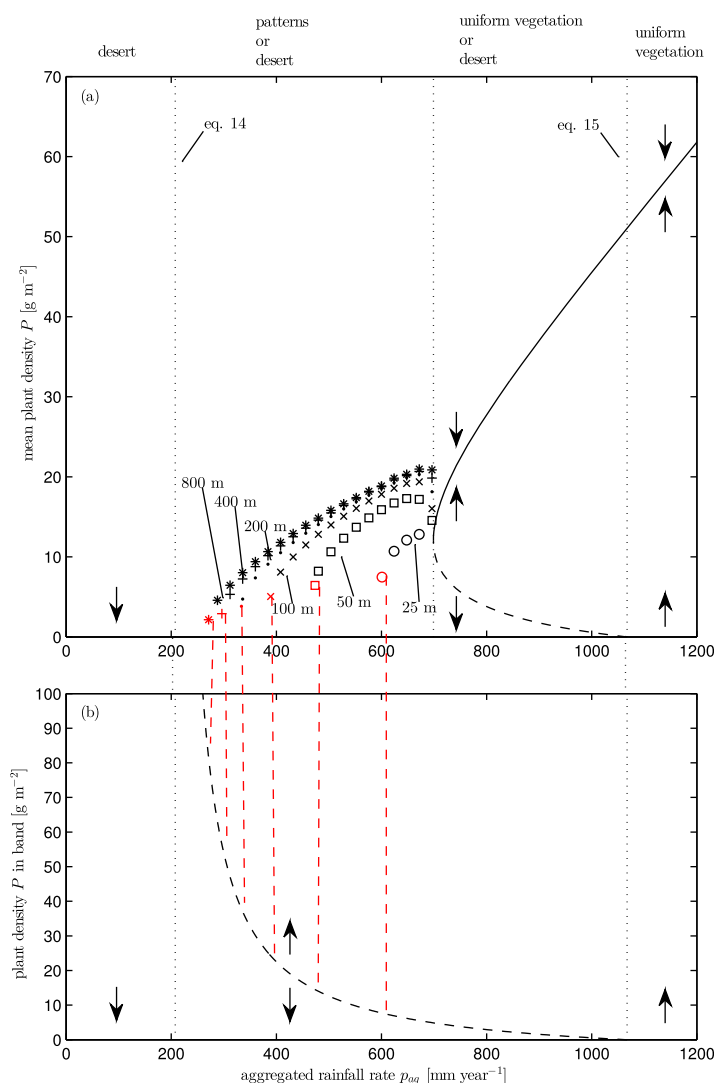 desert
patterns
or
desert
uniform vegetation
or
desert
uniform
vegetation
(a)
eq. 14
eq. 15
800 m
400 m
200 m
100 m
50 m
25 m
70
60
50
40
30
20
10
0
mean plant density P [g m−2]
0 200 400 600 800 1000 1200
(b)
100
90
80
70
60
50
40
30
20
10
0
plant density P in band [g m−2]
0 200 400 600 800 1000 1200
aggregated rainfall rate pag [mm year−1]